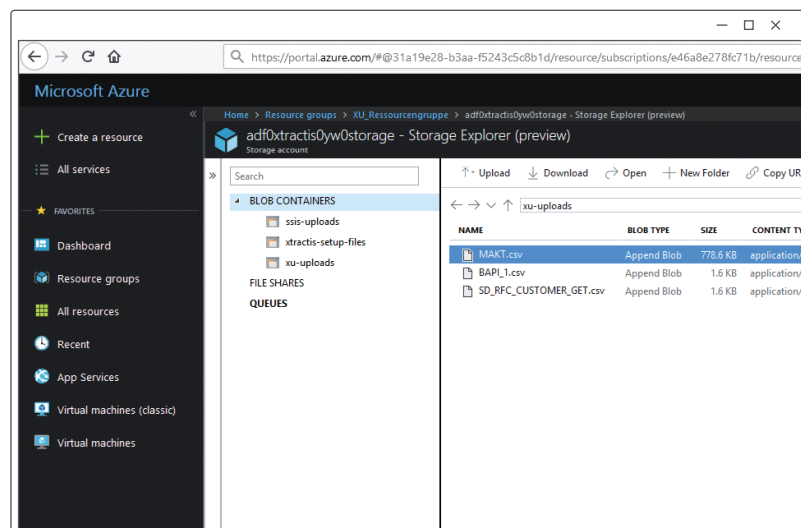 https://portal.azure.com/#@31a19e28-b3aa-f5243c5c8b1d/resource/subscriptions/e46a8e278fc71b/resource
Microsoft Azure
Home > Resource groups > XU_Ressourcengruppe > adf0xtractis0yw0storage - Storage Explorer (preview)
adf0xtractis0yw0storage - Storage Explorer (preview)
Storage account
Create a resource
All services
FAVORITES
Dashboard
Resource groups
All resources
Recent
App Services
Virtual machines (classic)
Virtual machines
Search
BLOB CONTAINERS
ssis-uploads
xtractis-setup-files
xu-uploads
FILE SHARES
QUEUES
Upload Download Open New Folder Copy UR
xu-uploads
NAME BLOB TYPE SIZE CONTENT TY
MAKT.csv Append Blob 778.6 KB application/
BAPI_1.csv Append Blob 1.6 KB application/
SD_RFC_CUSTOMER_GET.csv Append Blob 1.6 KB application/